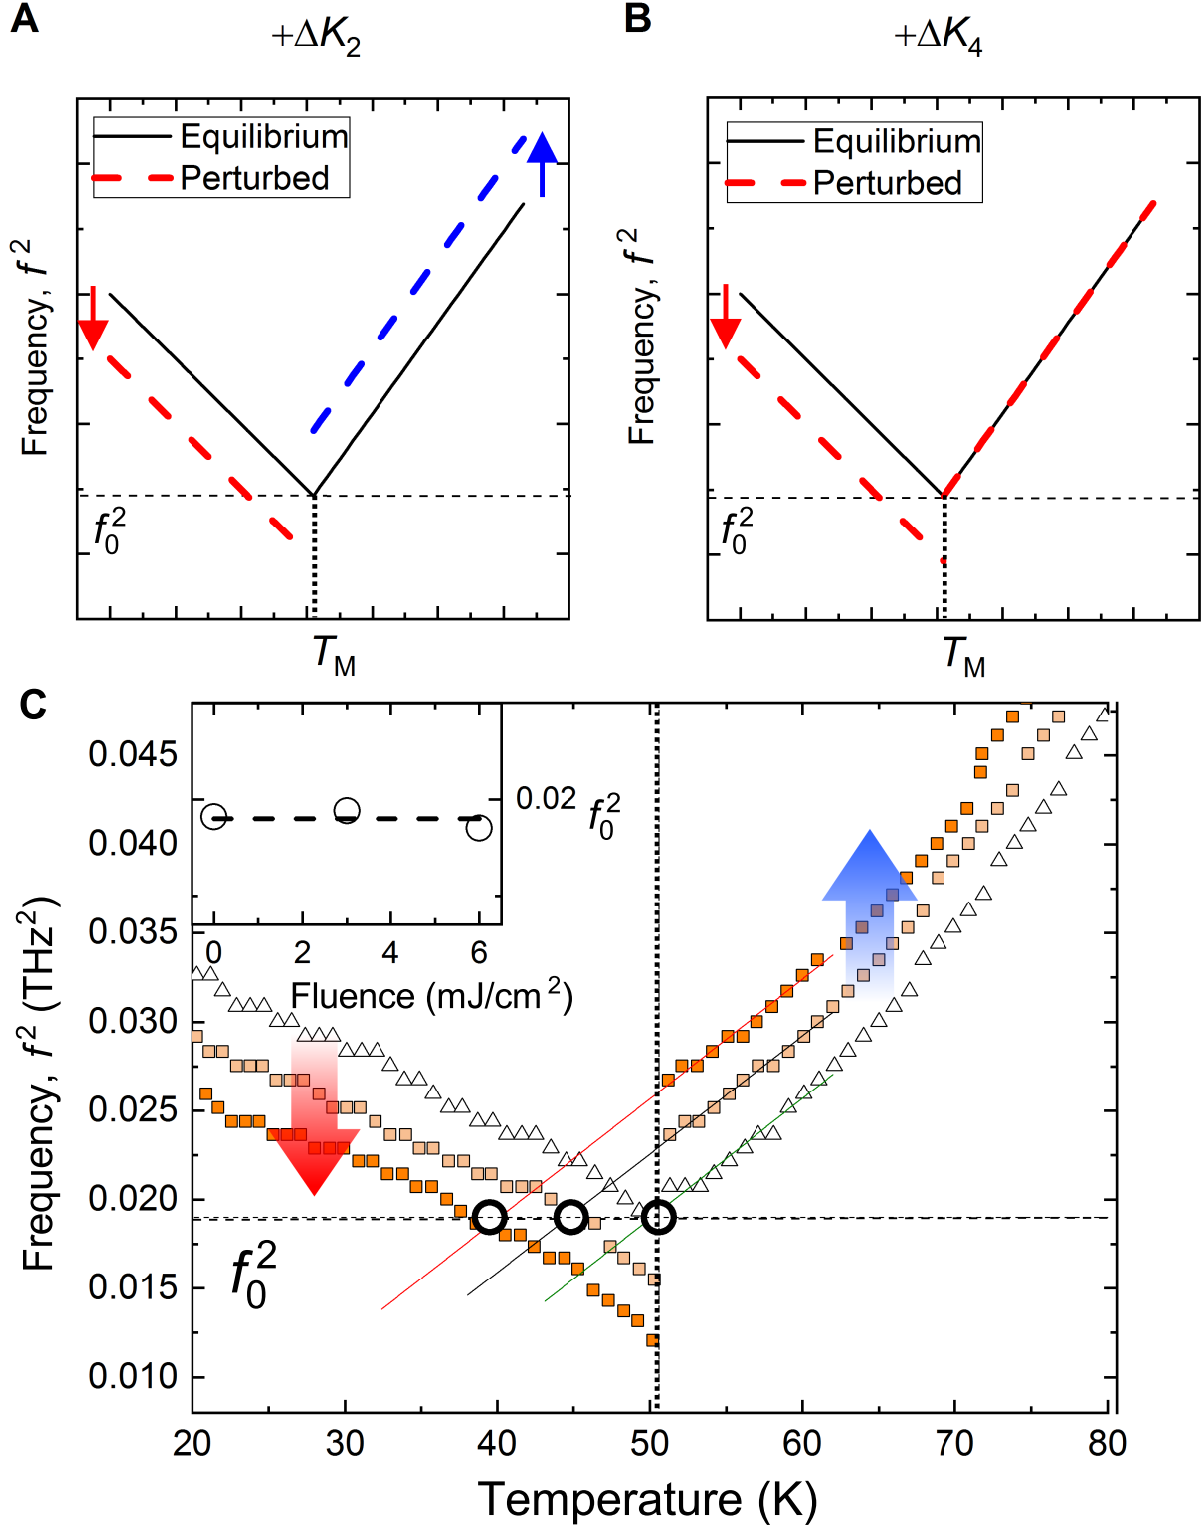 A
+ΔK₂
B
+ΔK₄
Equilibrium
Perturbed
Frequency, f²
f₀²
T_M
Equilibrium
Perturbed
Frequency, f²
f₀²
T_M
C
0.045
0.040
0.035
0.030
0.025
0.020
0.015
0.010
Frequency, f² (THz²)
0.02
f₀²
0 2 4 6
Fluence (mJ/cm²)
f₀²
20 30 40 50 60 70 80
Temperature (K)